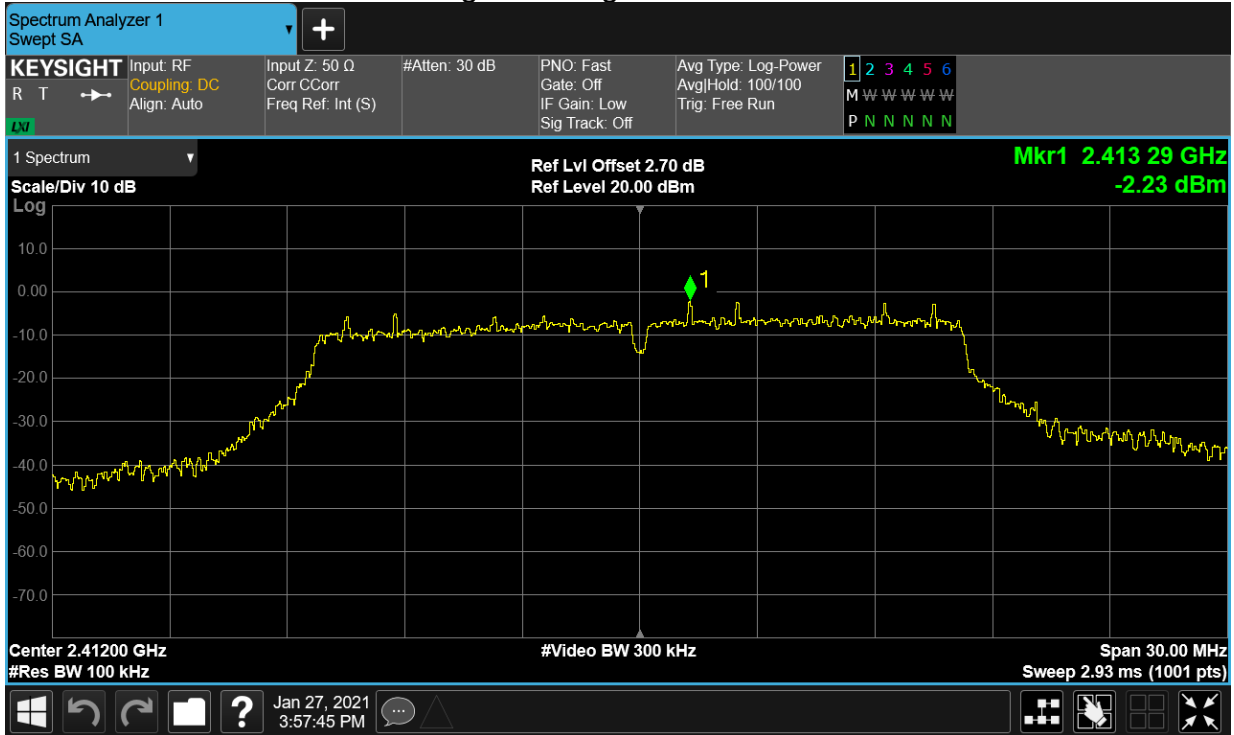 Spectrum Analyzer 1
Swept SA
KEYSIGHT
R T
LXI
Input: RF
Coupling: DC
Align: Auto
Input Z: 50 Ω
Corr CCorr
Freq Ref: Int (S)
#Atten: 30 dB
PNO: Fast
Gate: Off
IF Gain: Low
Sig Track: Off
Avg Type: Log-Power
Avg|Hold: 100/100
Trig: Free Run
1 2 3 4 5 6
M W W W W W
P N N N N N
1 Spectrum
Scale/Div 10 dB
Ref Lvl Offset 2.70 dB
Ref Level 20.00 dBm
Mkr1 2.413 29 GHz
-2.23 dBm
Log
10.0
0.00
-10.0
-20.0
-30.0
-40.0
-50.0
-60.0
-70.0
1
Center 2.41200 GHz
#Res BW 100 kHz
#Video BW 300 kHz
Span 30.00 MHz
Sweep 2.93 ms (1001 pts)
?
Jan 27, 2021
3:57:45 PM